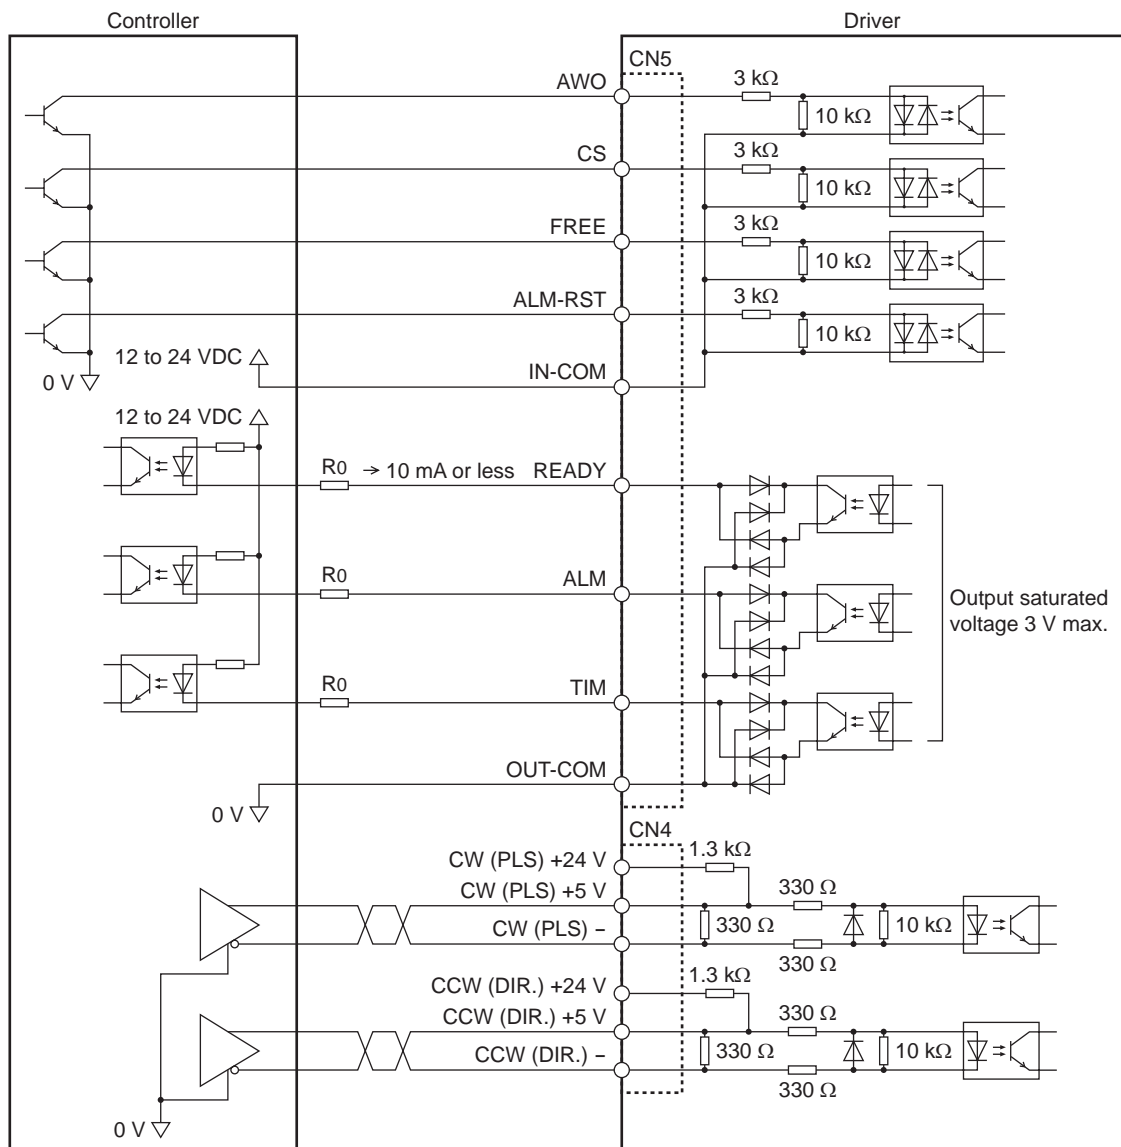 Controller
Driver
CN5
AWO
3 kΩ
10 kΩ
CS
3 kΩ
10 kΩ
FREE
3 kΩ
10 kΩ
ALM-RST
3 kΩ
10 kΩ
12 to 24 VDC
0 V
IN-COM
12 to 24 VDC
R0
→ 10 mA or less
READY
R0
ALM
Output saturated
voltage 3 V max.
R0
TIM
OUT-COM
0 V
CN4
CW (PLS) +24 V
1.3 kΩ
CW (PLS) +5 V
330 Ω
CW (PLS) –
330 Ω
10 kΩ
330 Ω
CCW (DIR.) +24 V
1.3 kΩ
CCW (DIR.) +5 V
330 Ω
CCW (DIR.) –
330 Ω
10 kΩ
330 Ω
0 V